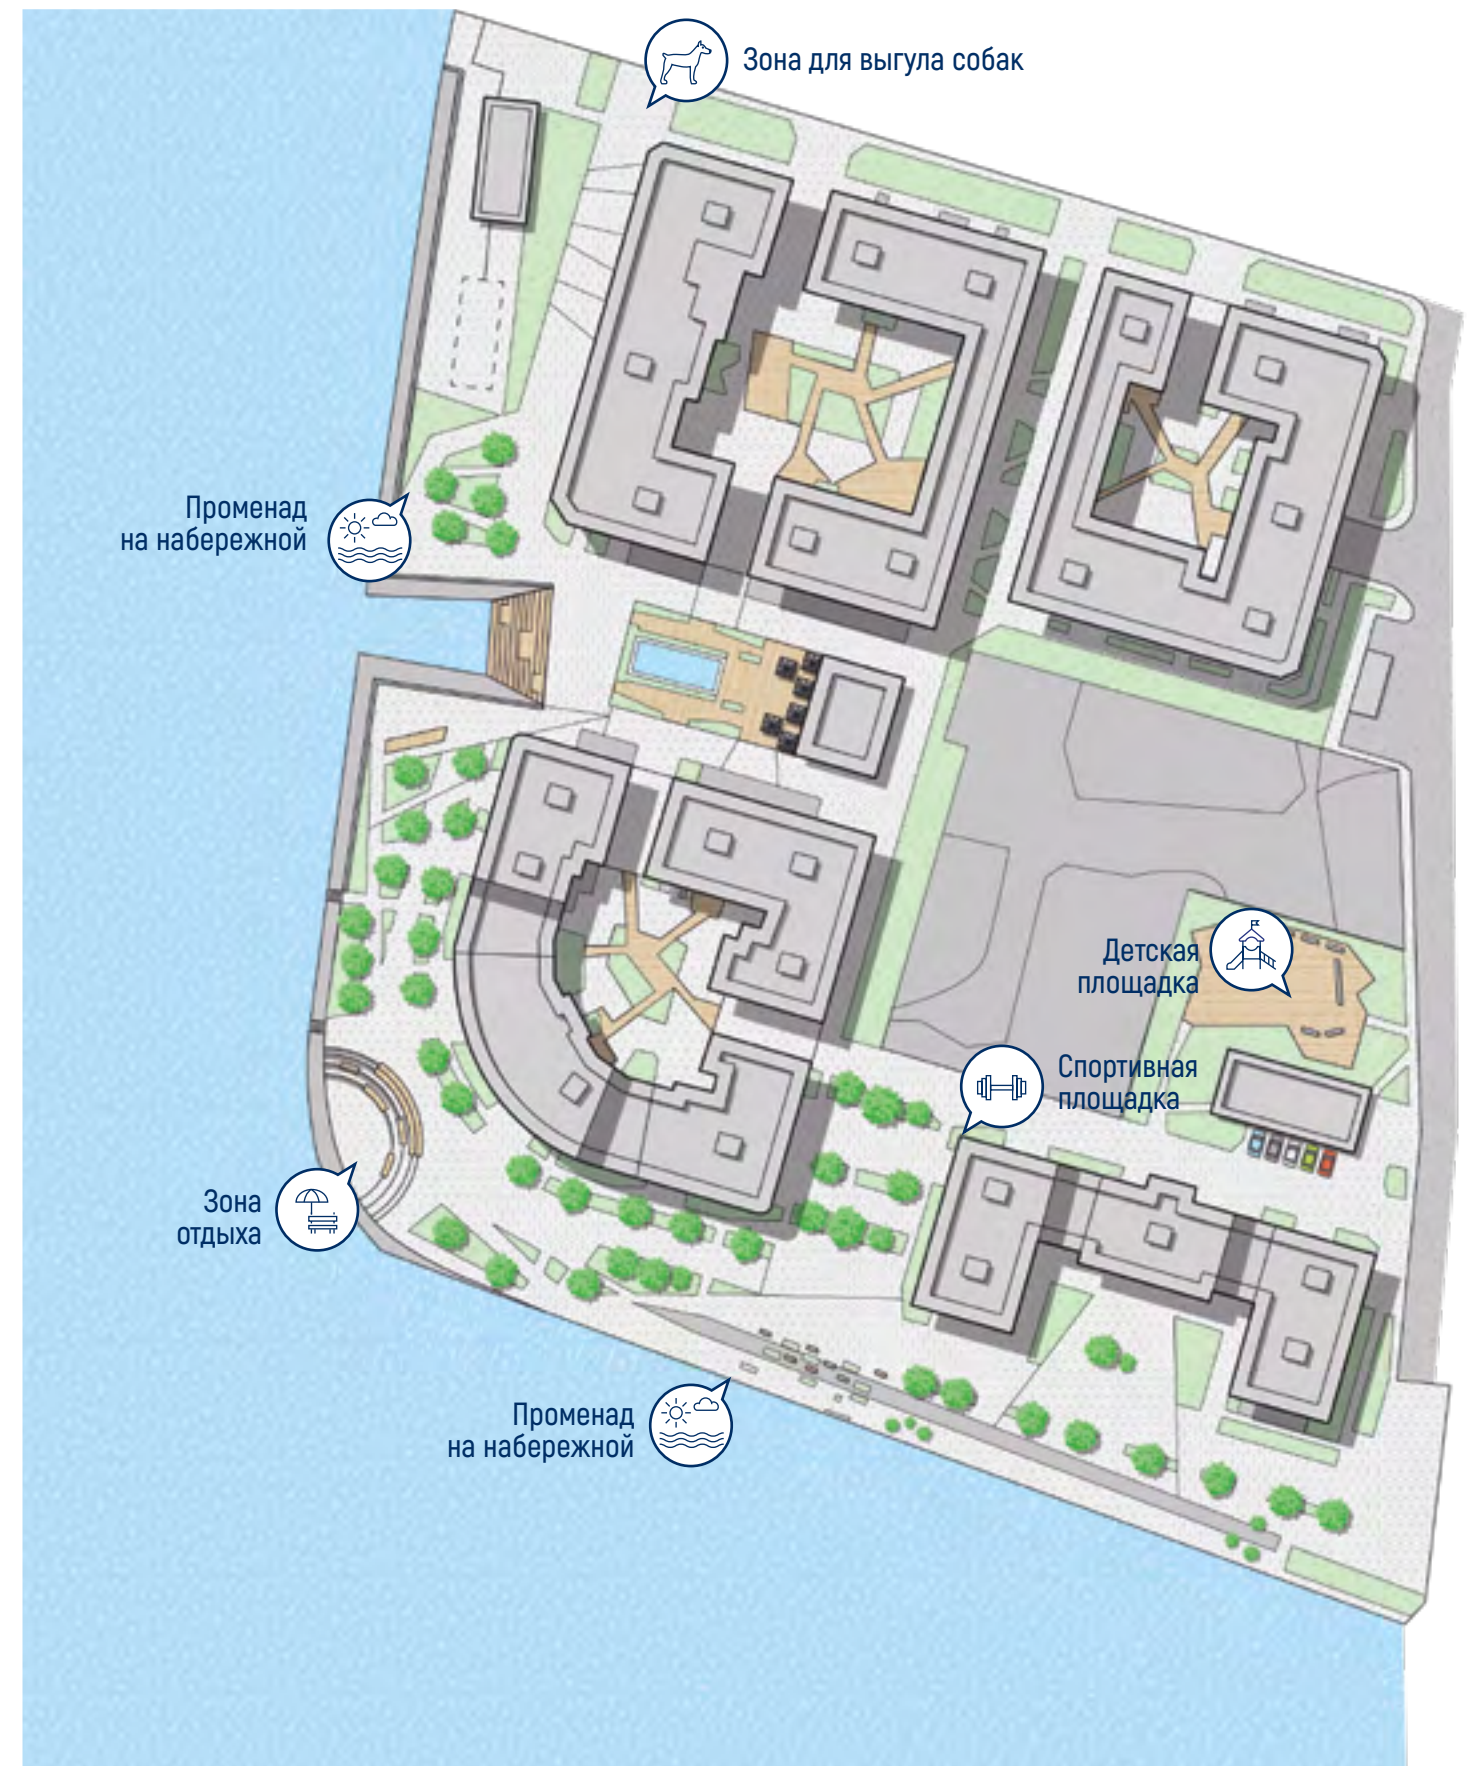 Зона для выгула собак
Променад
на набережной
Детская
площадка
Спортивная
площадка
Зона
отдыха
Променад
на набережной